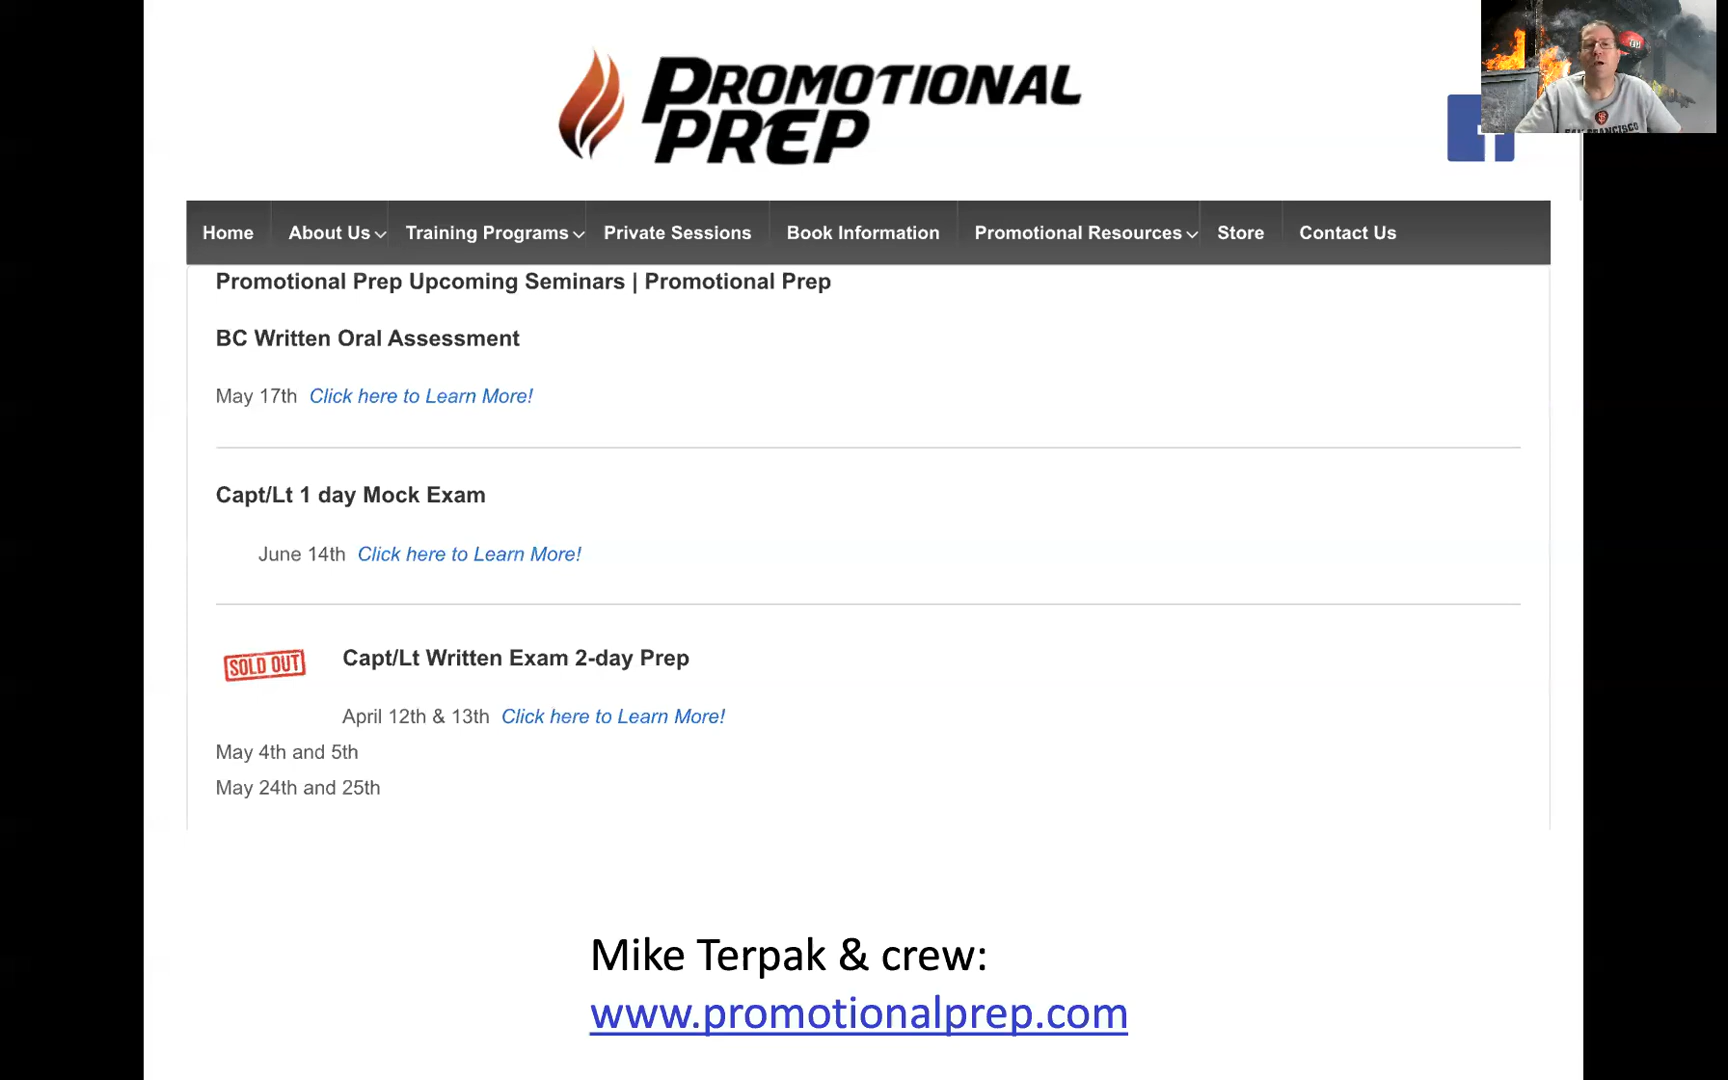 PROMOTIONAL
PREP
SAN FRANCISCO
Home About Us Training Programs Private Sessions Book Information Promotional Resources Store Contact Us
Promotional Prep Upcoming Seminars | Promotional Prep
BC Written Oral Assessment
May 17th Click here to Learn More!
Capt/Lt 1 day Mock Exam
June 14th Click here to Learn More!
SOLD OUT Capt/Lt Written Exam 2-day Prep
April 12th & 13th Click here to Learn More!
May 4th and 5th
May 24th and 25th
Mike Terpak & crew:
www.promotionalprep.com